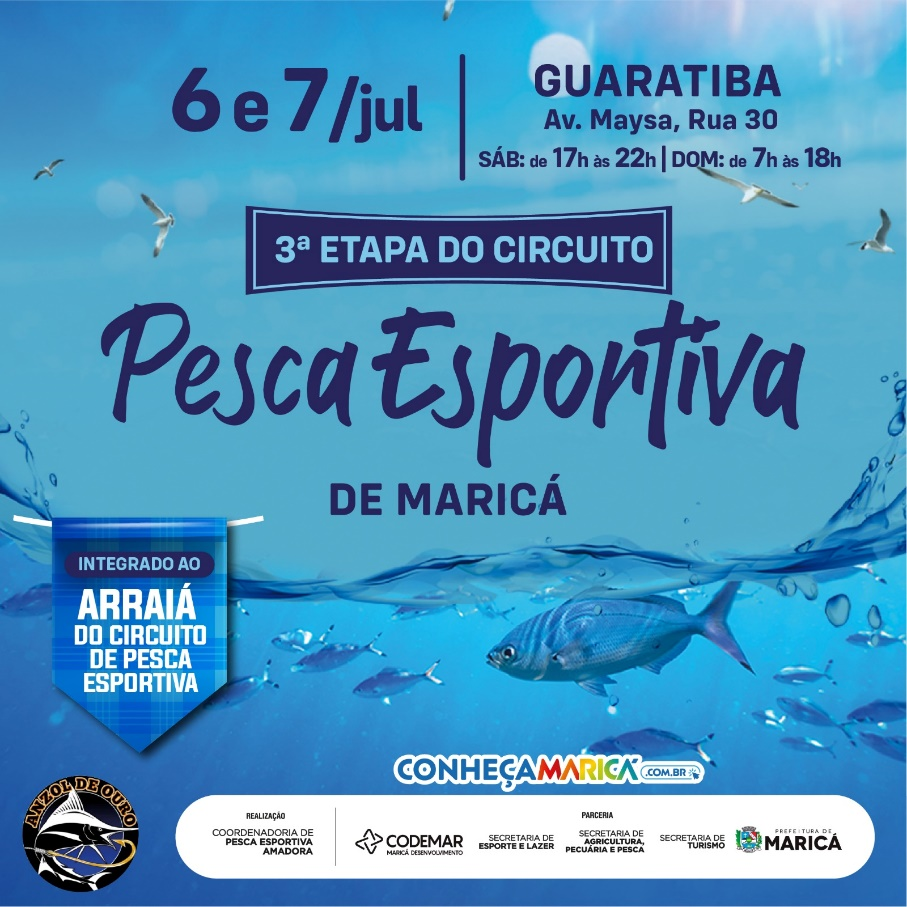 6 e 7/jul
GUARATIBA
Av. Maysa, Rua 30
SÁB: de 17h às 22h | DOM: de 7h às 18h
3ª ETAPA DO CIRCUITO
Pesca Esportiva
DE MARICÁ
INTEGRADO AO
ARRAIÁ
DO CIRCUITO
DE PESCA
ESPORTIVA
CONHEÇAMARICÁ.COM.BR
ANZOL DE OURO
REALIZAÇÃO
COORDENADORIA DE
PESCA ESPORTIVA
AMADORA
PARCERIA
CODEMAR
MARICÁ DESENVOLVIMENTO
SECRETARIA DE
ESPORTE E LAZER
SECRETARIA DE
AGRICULTURA,
PECUÁRIA E PESCA
SECRETARIA DE
TURISMO
PREFEITURA DE
MARICÁ